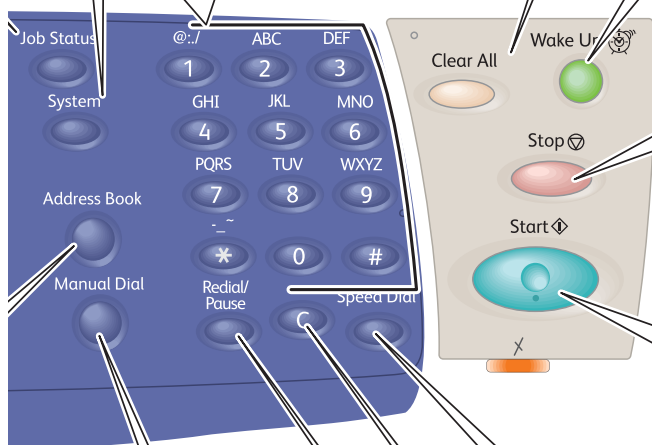 Job Status
@:./ ABC DEF
1 2 3
System
GHI JKL MNO
4 5 6
PQRS TUV WXYZ
7 8 9
Address Book
-_~
* 0 #
Manual Dial
Redial/
Pause
C
Speed Dial
Clear All
Wake Up
Stop
Start